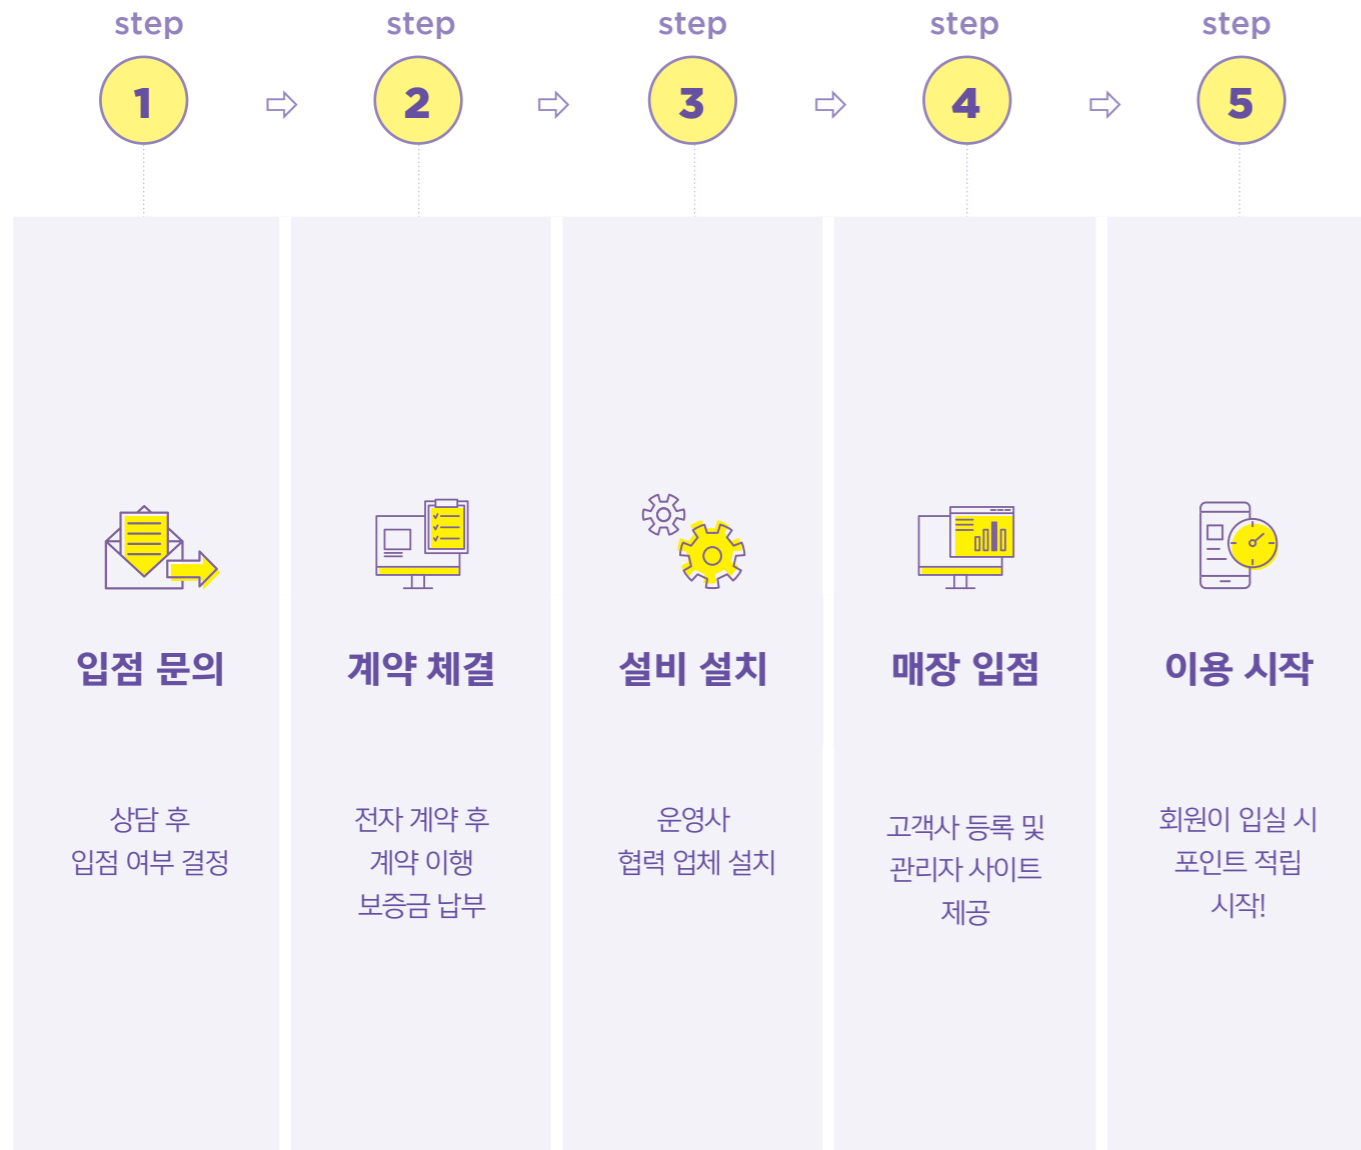 step
1
step
2
step
3
step
4
step
5
입점 문의
상담 후
입점 여부 결정
계약 체결
전자 계약 후
계약 이행
보증금 납부
설비 설치
운영사
협력 업체 설치
매장 입점
고객사 등록 및
관리자 사이트
제공
이용 시작
회원이 입실 시
포인트 적립
시작!